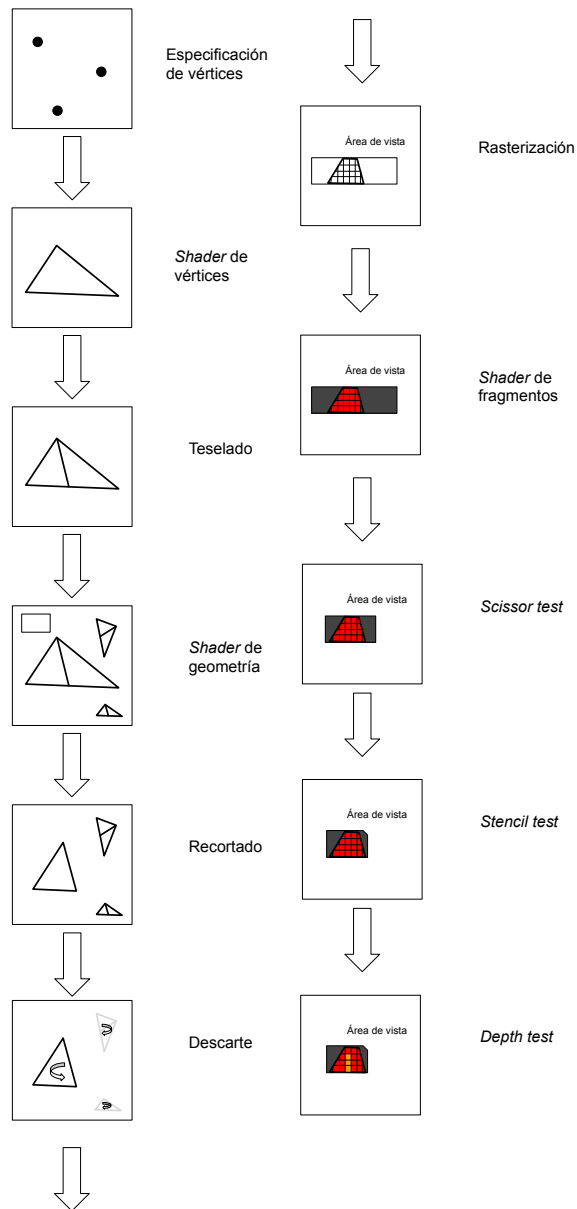 Especificación
de vértices
Shader de
vértices
Teselado
Shader de
geometría
Recortado
Descarte
Área de vista
Rasterización
Área de vista
Shader de
fragmentos
Área de vista
Scissor test
Área de vista
Stencil test
Área de vista
Depth test